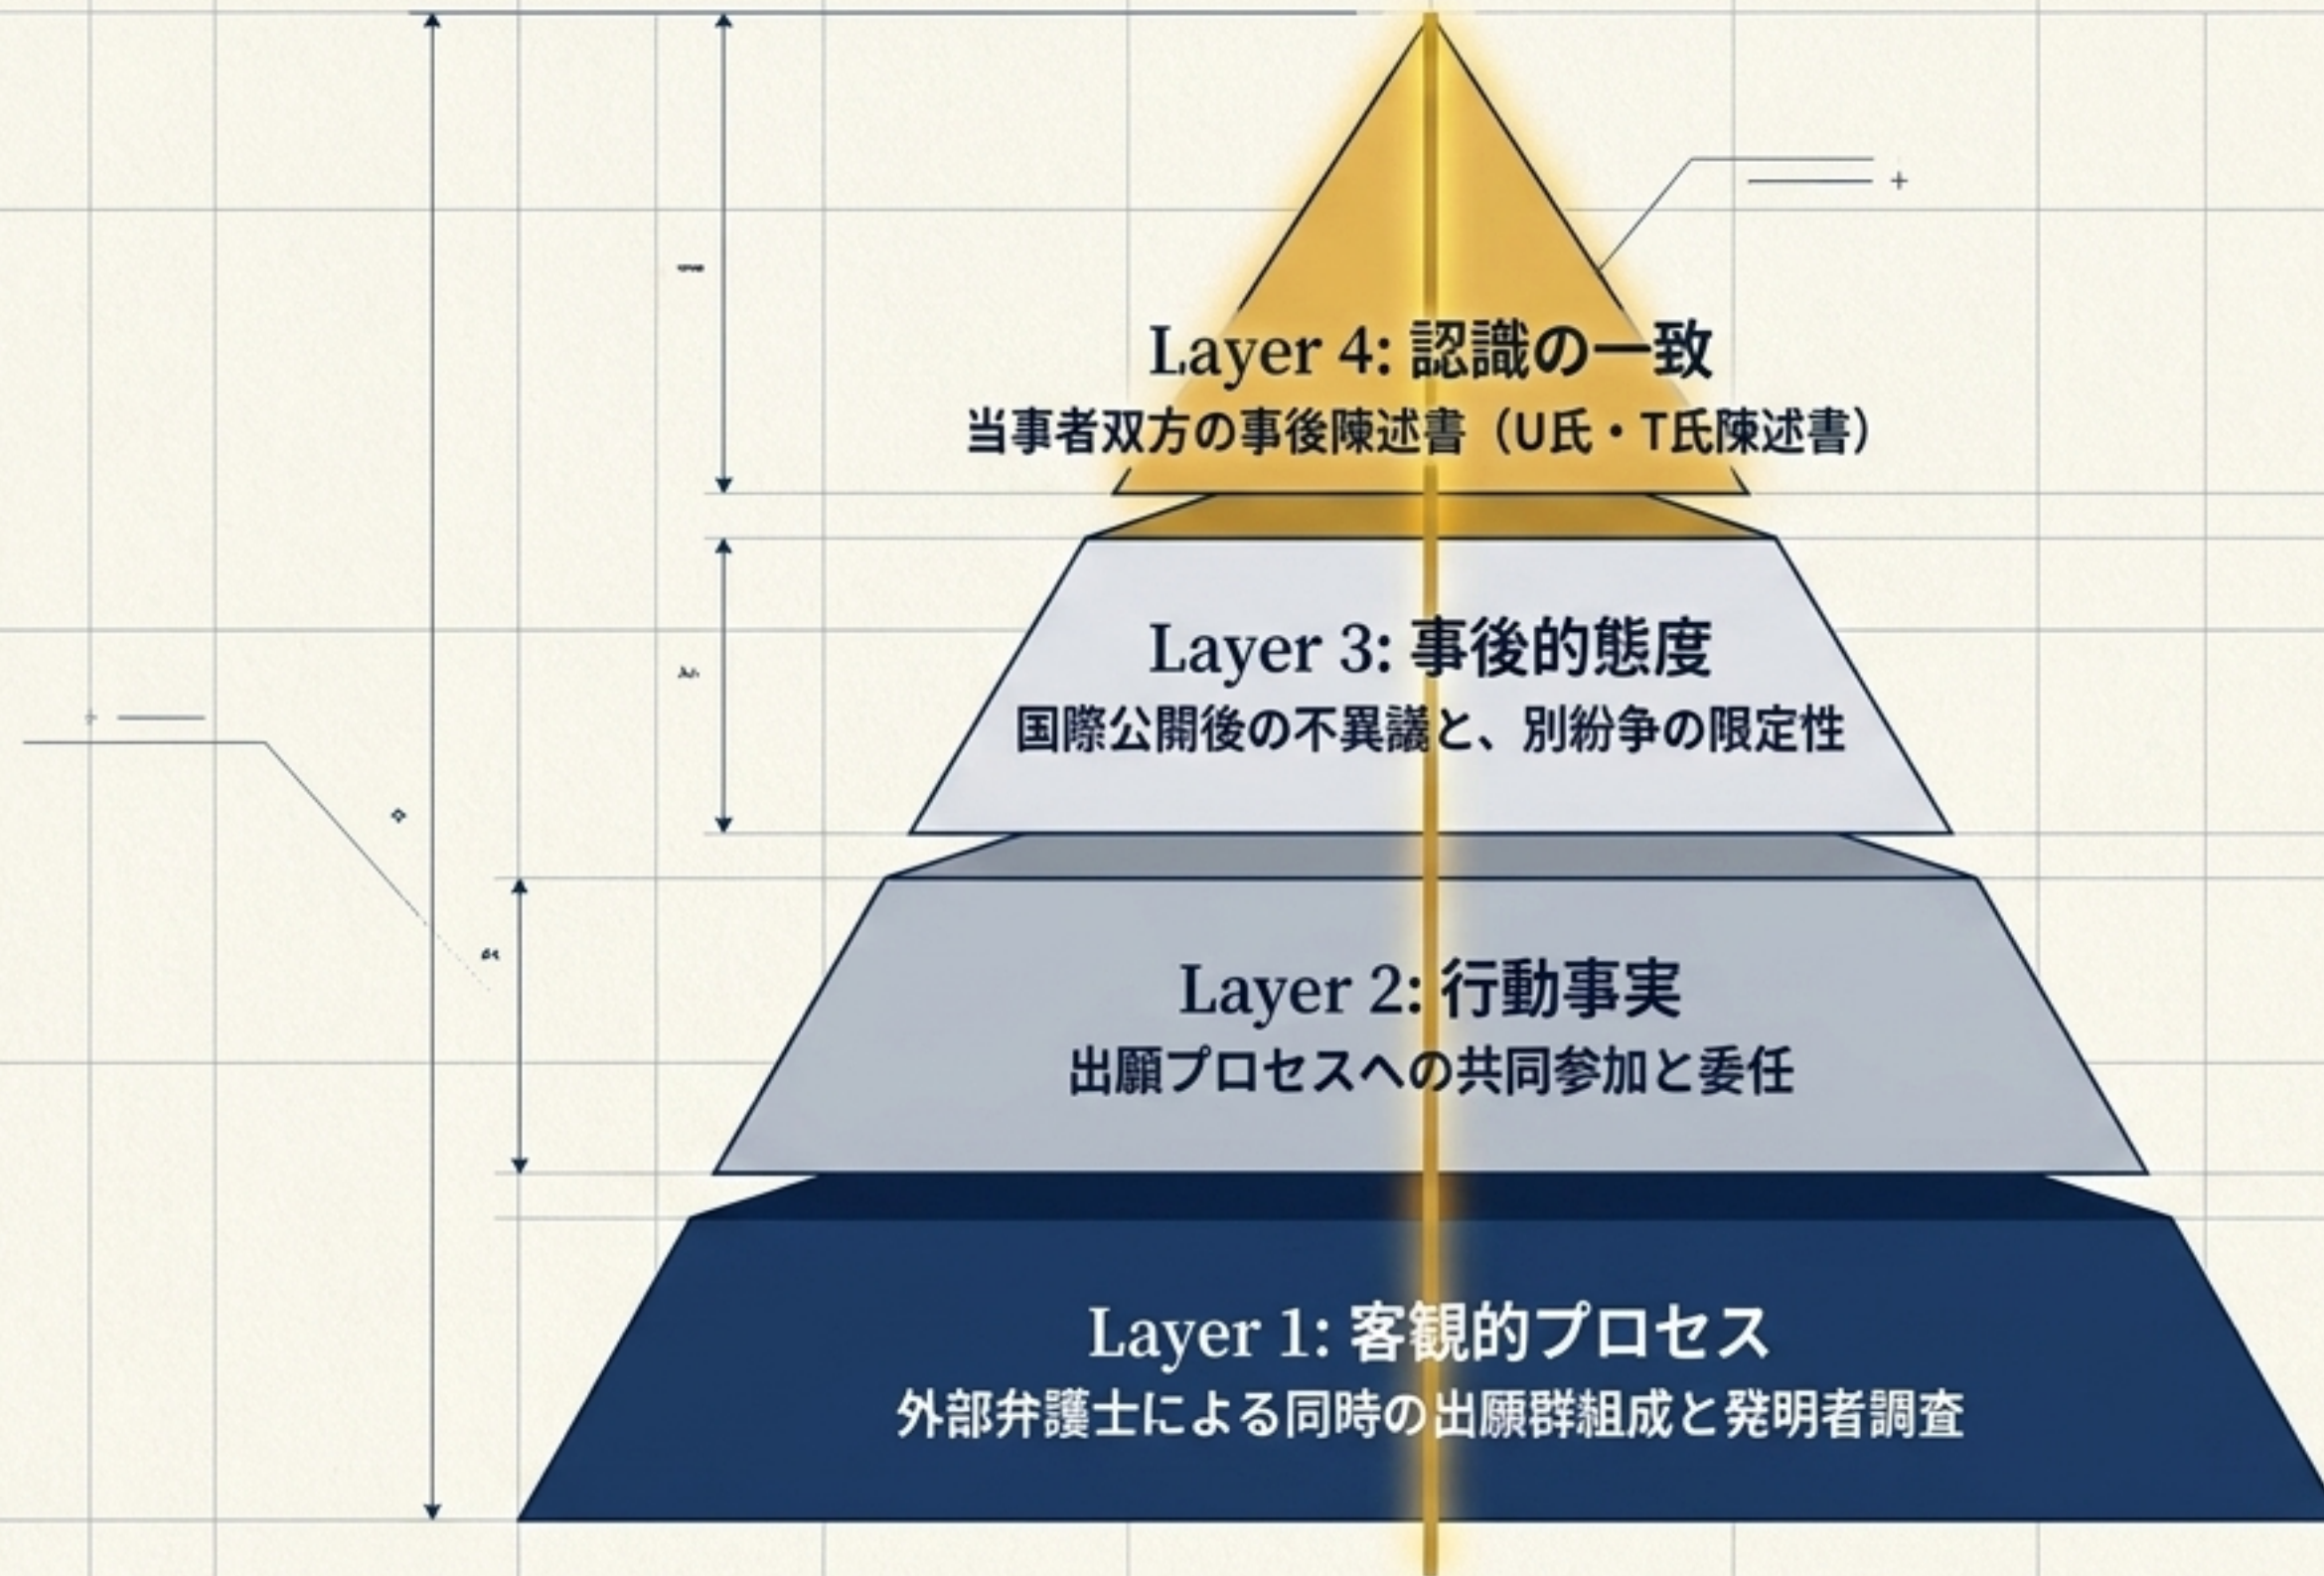 Layer 4: 認識の一致
当事者双方の事後陳述書（U氏・T氏陳述書）
Layer 3: 事後的態度
国際公開後の不異議と、別紛争の限定性
Layer 2: 行動事実
出願プロセスへの共同参加と委任
Layer 1: 客観的プロセス
外部弁護士による同時の出願群組成と発明者調査